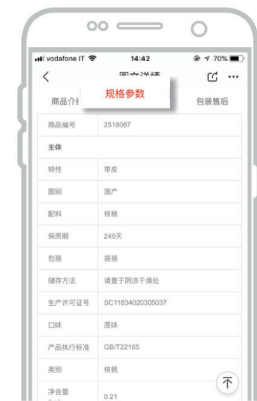 vodafone IT 14:42 70%
图文详情
商品介 规格参数 包装售后
商品编号 2518067
主体
特性 带皮
国别 国产
配料 核桃
保质期 240天
包装 袋装
储存方法 请置于阴凉干燥处
生产许可证号 SC11834020305037
口味 原味
产品执行标准 GB/T22165
类别 核桃
净含量 0.21